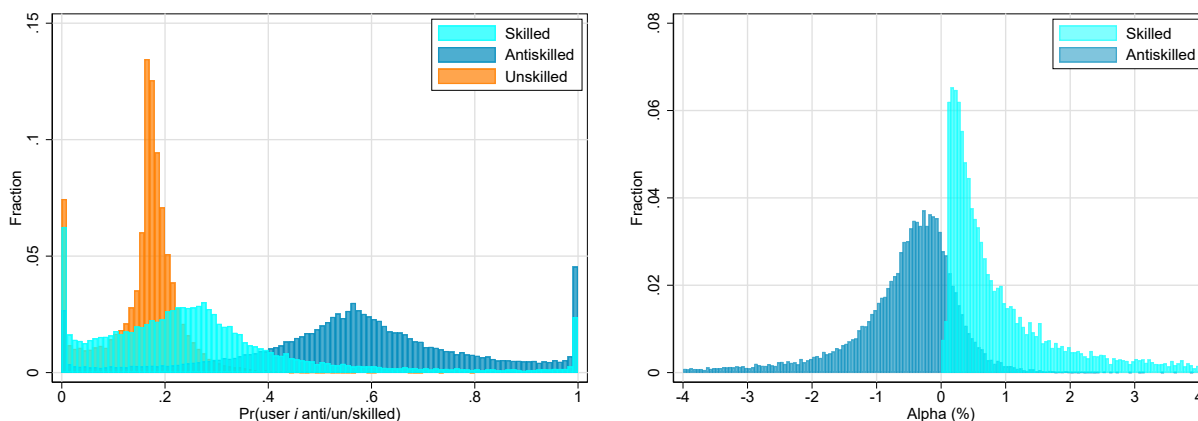 .15
.1
.05
0
Fraction
Skilled
Antiskilled
Unskilled
0
.2
.4
.6
.8
1
Pr(user i anti/un/skilled)
.08
.06
.04
.02
0
Fraction
Skilled
Antiskilled
-4
-3
-2
-1
0
1
2
3
4
Alpha (%)